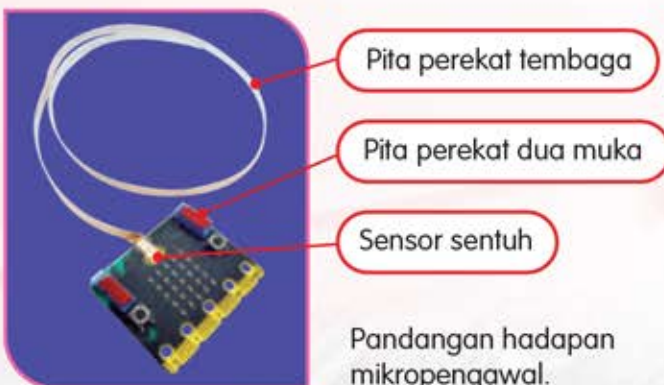 Pita perekat tembaga
Pita perekat dua muka
Sensor sentuh
Pandangan hadapan
mikropengawal.